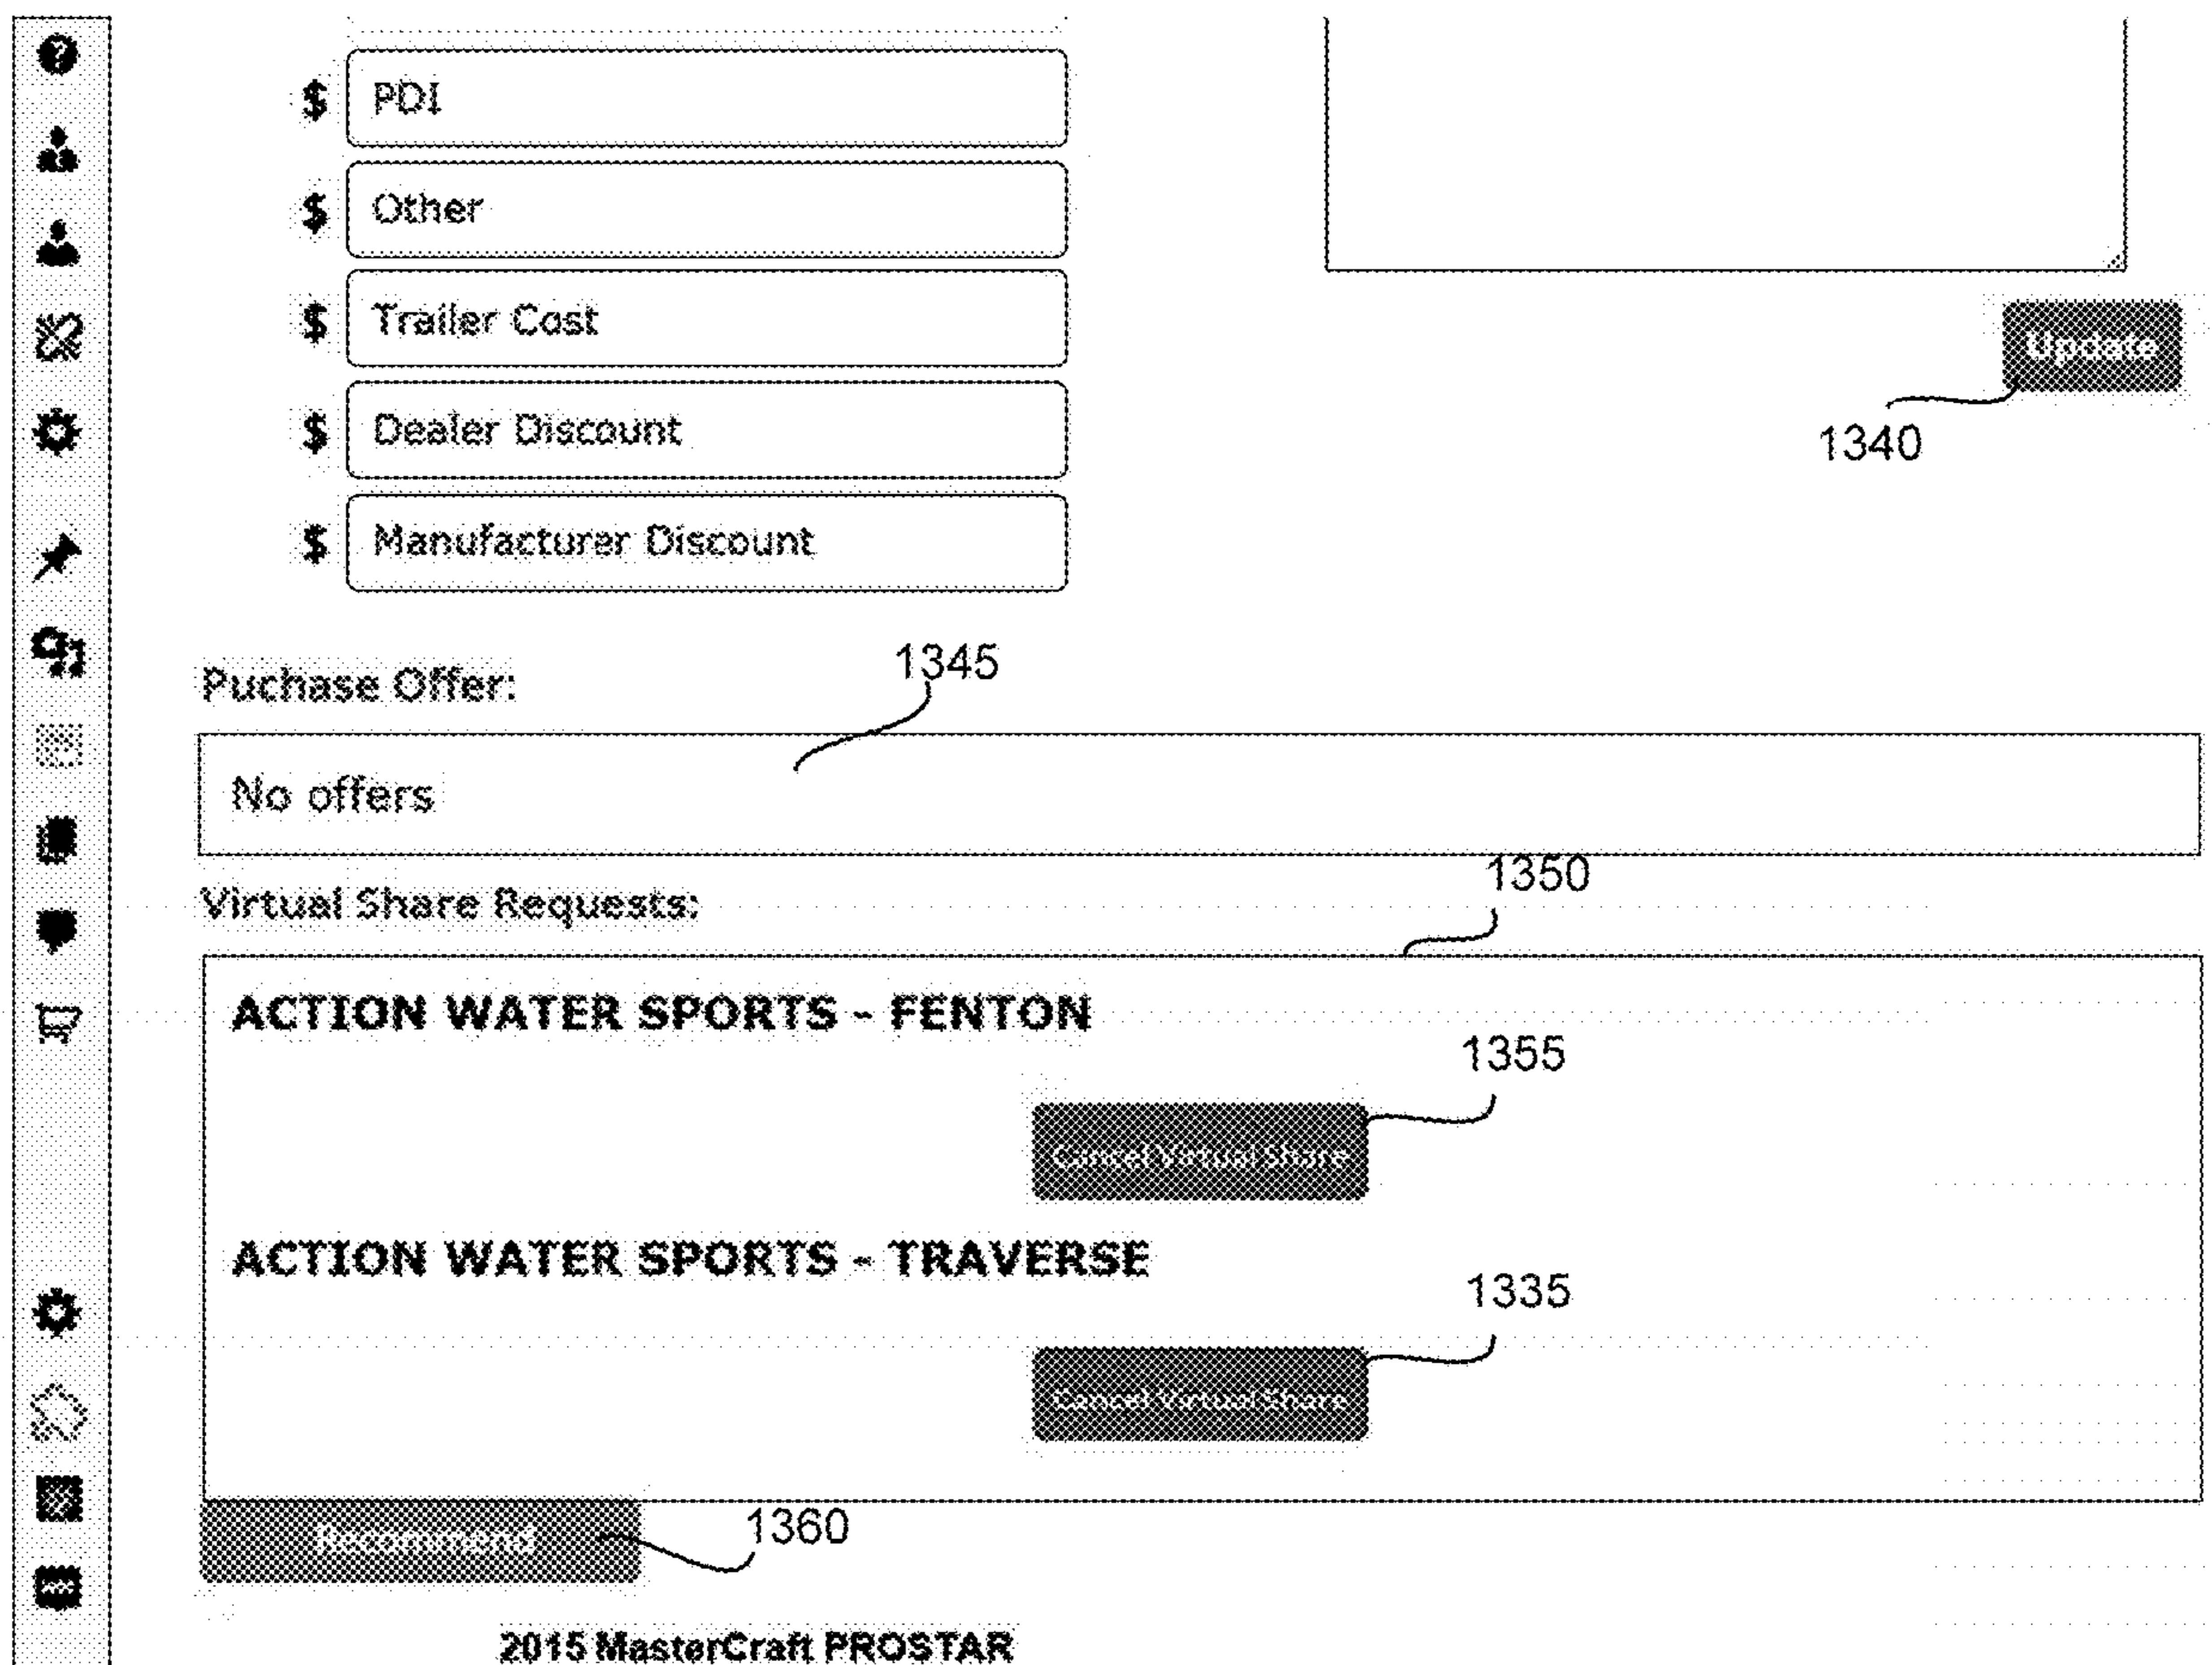 $ PDI
$ Other
$ Trailer Cost
Update
1340
$ Dealer Discount
$ Manufacturer Discount
1345
Puchase Offer:
No offers
1350
Virtual Share Requests:
ACTION WATER SPORTS - FENTON
1355
Cancel Virtual Share
ACTION WATER SPORTS - TRAVERSE
1335
Cancel Virtual Share
1360
Recommend
2015 MasterCraft PROSTAR